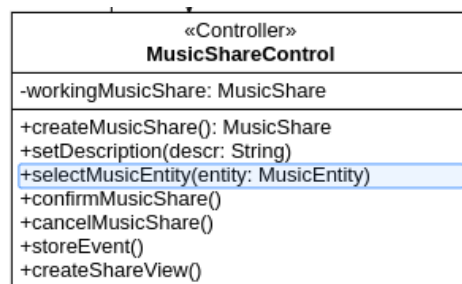 «Controller»
MusicShareControl
-workingMusicShare: MusicShare
+createMusicShare(): MusicShare
+setDescription(descr: String)
+selectMusicEntity(entity: MusicEntity)
+confirmMusicShare()
+cancelMusicShare()
+storeEvent()
+createShareView()